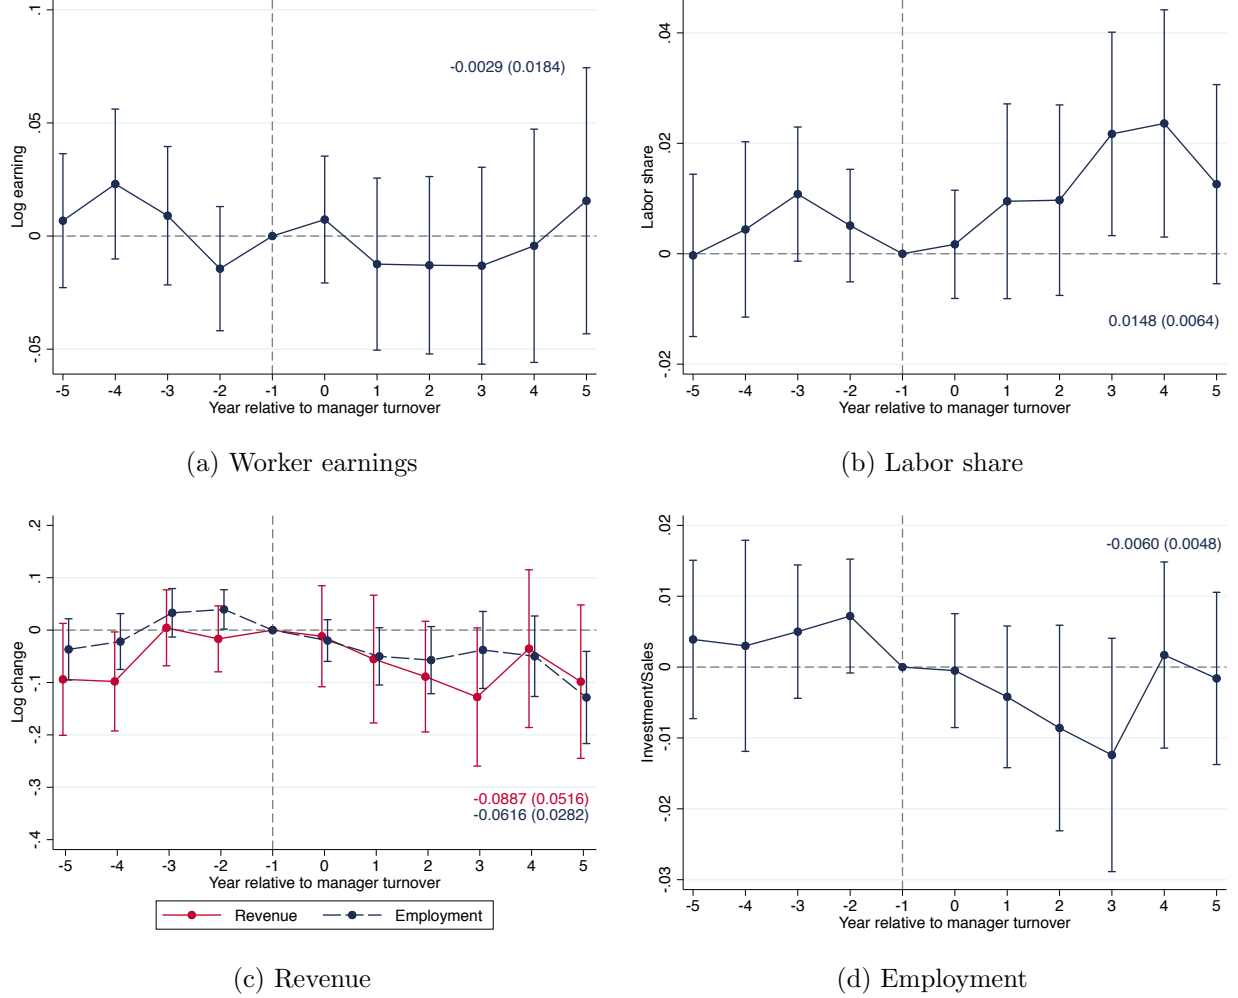 .1
.05
0
-.05
Log earning
-0.0029 (0.0184)
-5 -4 -3 -2 -1 0 1 2 3 4 5
Year relative to manager turnover
(a) Worker earnings
.04
.02
0
-.02
Labor share
0.0148 (0.0064)
-5 -4 -3 -2 -1 0 1 2 3 4 5
Year relative to manager turnover
(b) Labor share
.2
.1
0
-.1
-.2
-.3
-.4
Log change
-0.0887 (0.0516)
-0.0616 (0.0282)
-5 -4 -3 -2 -1 0 1 2 3 4 5
Year relative to manager turnover
Revenue Employment
(c) Revenue
.02
.01
0
-.01
-.02
-.03
Investment/Sales
-0.0060 (0.0048)
-5 -4 -3 -2 -1 0 1 2 3 4 5
Year relative to manager turnover
(d) Employment